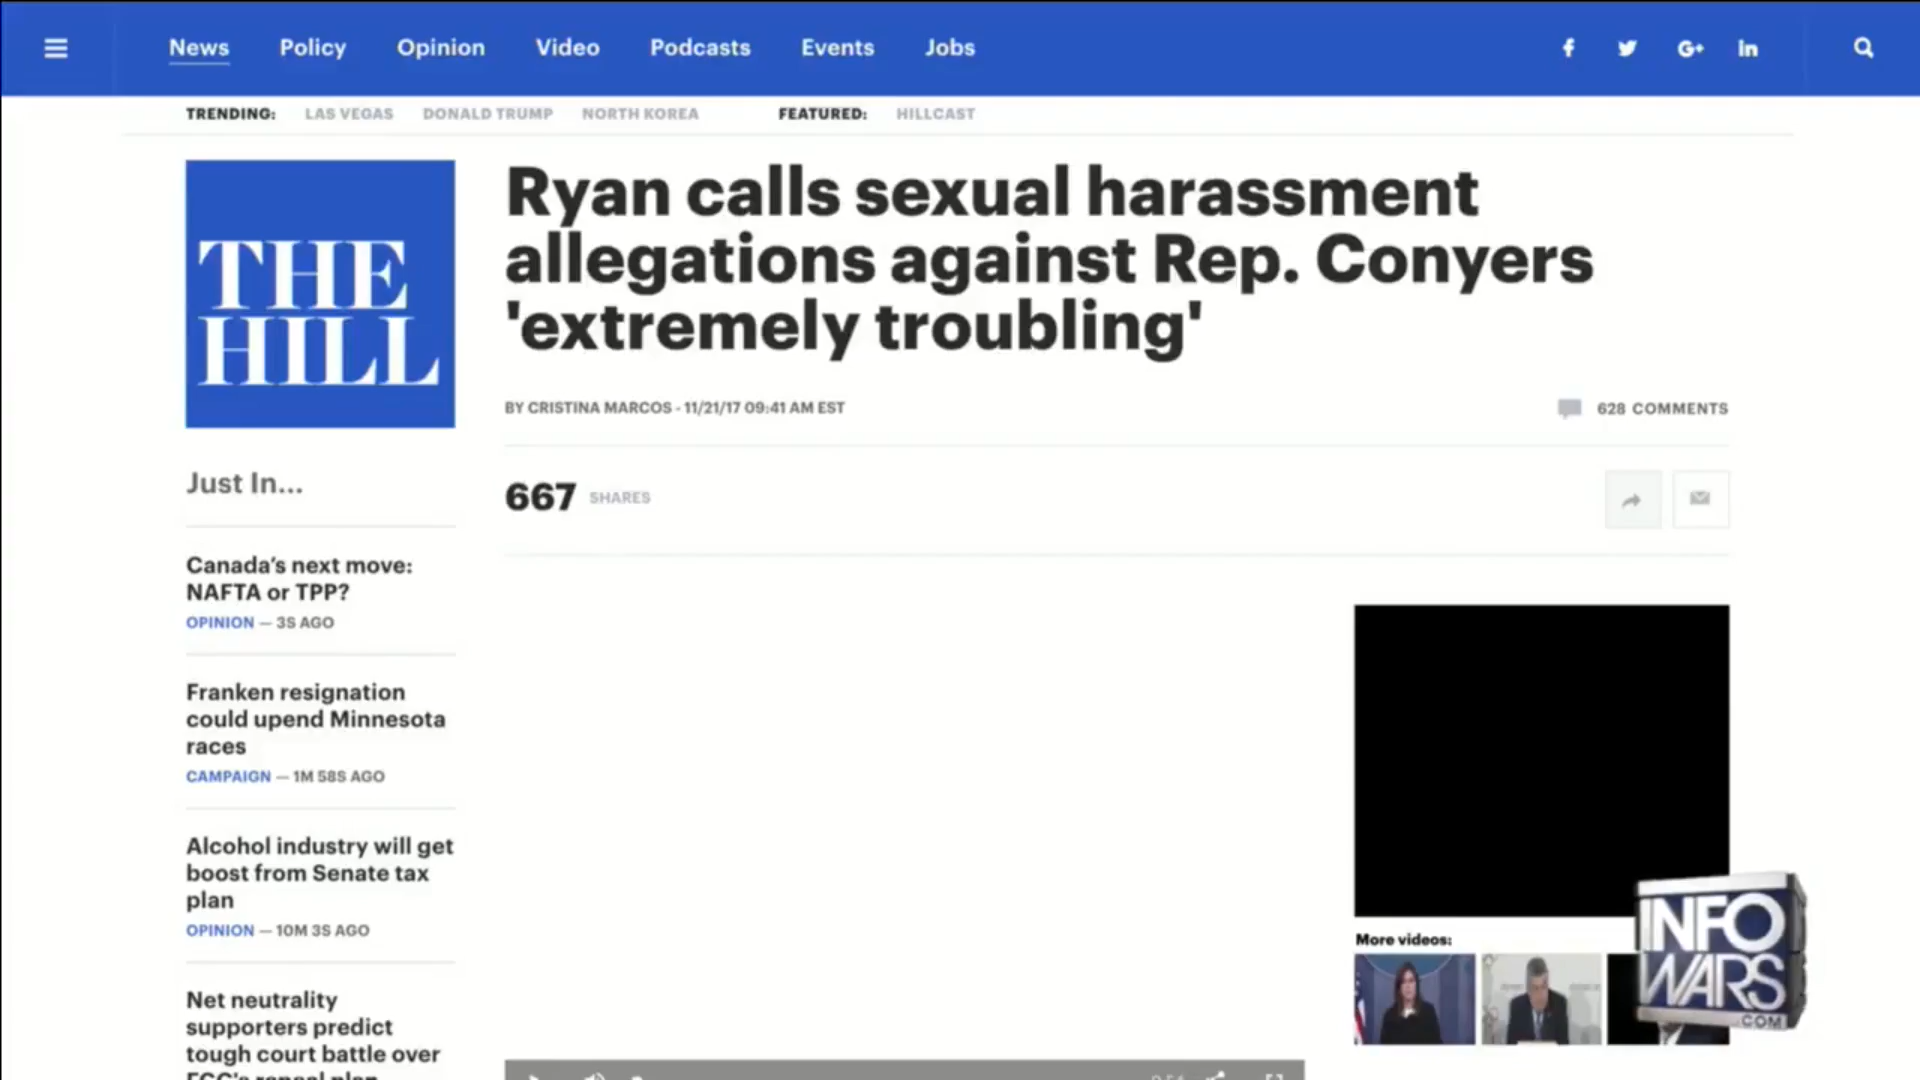 News Policy Opinion Video Podcasts Events Jobs
TRENDING: LAS VEGAS DONALD TRUMP NORTH KOREA FEATURED: HILLCAST
THE
HILL
Ryan calls sexual harassment
allegations against Rep. Conyers
'extremely troubling'
BY CRISTINA MARCOS - 11/21/17 09:41 AM EST
628 COMMENTS
667 SHARES
Just In...
Canada's next move:
NAFTA or TPP?
OPINION — 3S AGO
Franken resignation
could upend Minnesota
races
CAMPAIGN — 1M 58S AGO
Alcohol industry will get
boost from Senate tax
plan
OPINION — 10M 3S AGO
Net neutrality
supporters predict
tough court battle over
FCC's repeal plan
More videos:
INFO
WARS
.COM